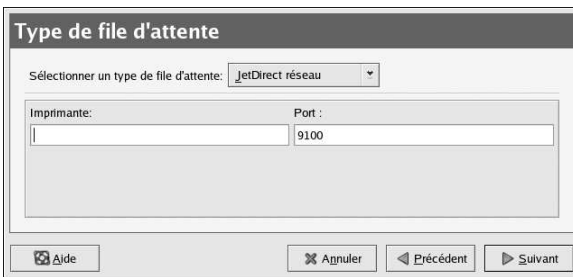 Type de file d'attente
Sélectionner un type de file d'attente: JetDirect réseau
Imprimante: Port :
9100
Aide Annuler Précédent Suivant